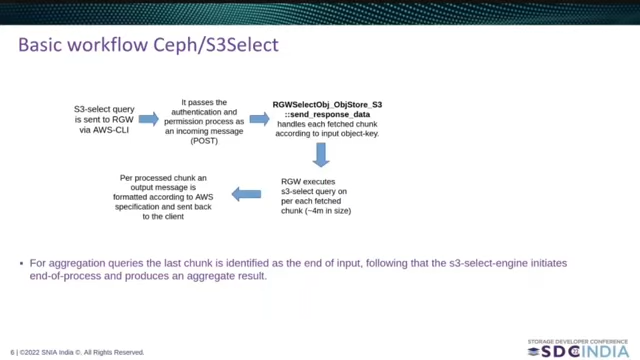 Basic workflow Ceph/S3Select
S3-select query
is sent to RGW
via AWS-CLI
It passes the
authentication and
permission process as
an incoming message
(POST)
RGWSelectObj_ObjStore_S3
::send_response_data
handles each fetched chunk
according to input object-key.
RGW executes
s3-select query on
per each fetched
chunk (~4m in size)
Per processed chunk an
output message is
formatted according to AWS
specification and sent back
to the client
• For aggregation queries the last chunk is identified as the end of input, following that the s3-select-engine initiates
end-of-process and produces an aggregate result.
6 | ©2022 SNIA India ©. All Rights Reserved.
STORAGE DEVELOPER CONFERENCE
SDC INDIA